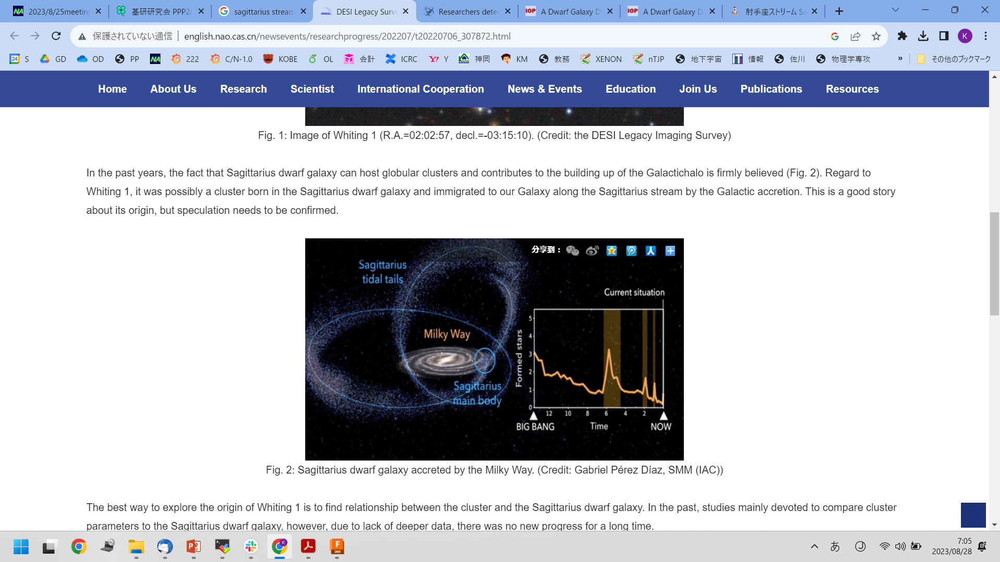 2023/8/25meetin
基研研究会 PPP20
sagittarius stream
DESI Legacy Surve
Researchers dete
IOP A Dwarf Galaxy D
IOP A Dwarf Galaxy D
射手座ストリーム Sa
保護されていない通信 english.nao.cas.cn/newsevents/researchprogress/202207/t20220706_307872.html
K
24 S GD OD PP NA 222 C/N-1.0 KOBE OL 会計 ICRC Y! Y 神岡 KM 教務 XENON nTJP 地下宇宙 情報 佐川 物理学専攻 » その他のブックマーク
Home About Us Research Scientist International Cooperation News & Events Education Join Us Publications Resources
Fig. 1: Image of Whiting 1 (R.A.=02:02:57, decl.=-03:15:10). (Credit: the DESI Legacy Imaging Survey)
In the past years, the fact that Sagittarius dwarf galaxy can host globular clusters and contributes to the building up of the Galactichalo is firmly believed (Fig. 2). Regard to
Whiting 1, it was possibly a cluster born in the Sagittarius dwarf galaxy and immigrated to our Galaxy along the Sagittarius stream by the Galactic accretion. This is a good story
about its origin, but speculation needs to be confirmed.
分享到：
Sagittarius
tidal tails
Milky Way
Sagittarius
main body
Current situation
Formed stars
5
4
3
2
1
0
12 10 8 6 4 2
BIG BANG Time NOW
Fig. 2: Sagittarius dwarf galaxy accreted by the Milky Way. (Credit: Gabriel Pérez Díaz, SMM (IAC))
The best way to explore the origin of Whiting 1 is to find relationship between the cluster and the Sagittarius dwarf galaxy. In the past, studies mainly devoted to compare cluster
parameters to the Sagittarius dwarf galaxy, however, due to lack of deeper data, there was no new progress for a long time.
あ
7:05
2023/08/28